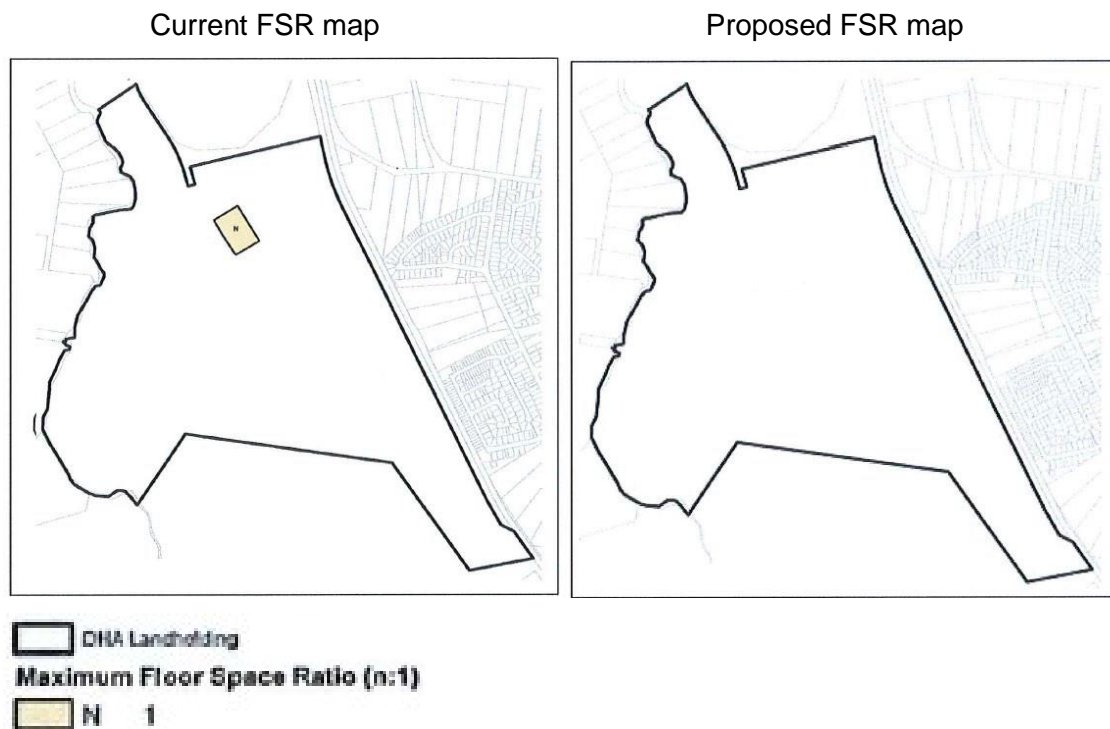 Current FSR map
Proposed FSR map
N
DHA Landholding
Maximum Floor Space Ratio (n:1)
N 1